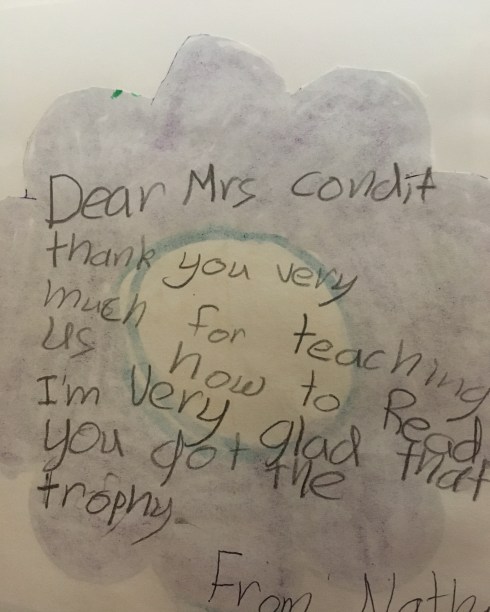 Dear Mrs condit
thank you very
much for teaching
us how to Read
I'm Very glad that
you got the
trophy
From Nath